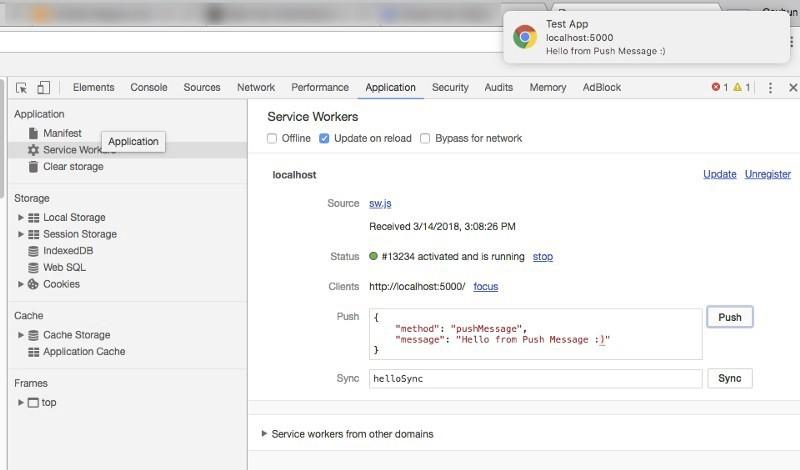 Test App
localhost:5000
Hello from Push Message :)
Elements Console Sources Network Performance Application Security Audits Memory AdBlock 1 1
Application
Manifest
Service Workers
Application
Clear storage
Storage
Local Storage
Session Storage
IndexedDB
Web SQL
Cookies
Cache
Cache Storage
Application Cache
Frames
top
Service Workers
Offline Update on reload Bypass for network
localhost Update Unregister
Source sw.js
Received 3/14/2018, 3:08:26 PM
Status #13234 activated and is running stop
Clients http://localhost:5000/ focus
Push {
"method": "pushMessage",
"message": "Hello from Push Message :)"
}
Push
Sync helloSync Sync
Service workers from other domains